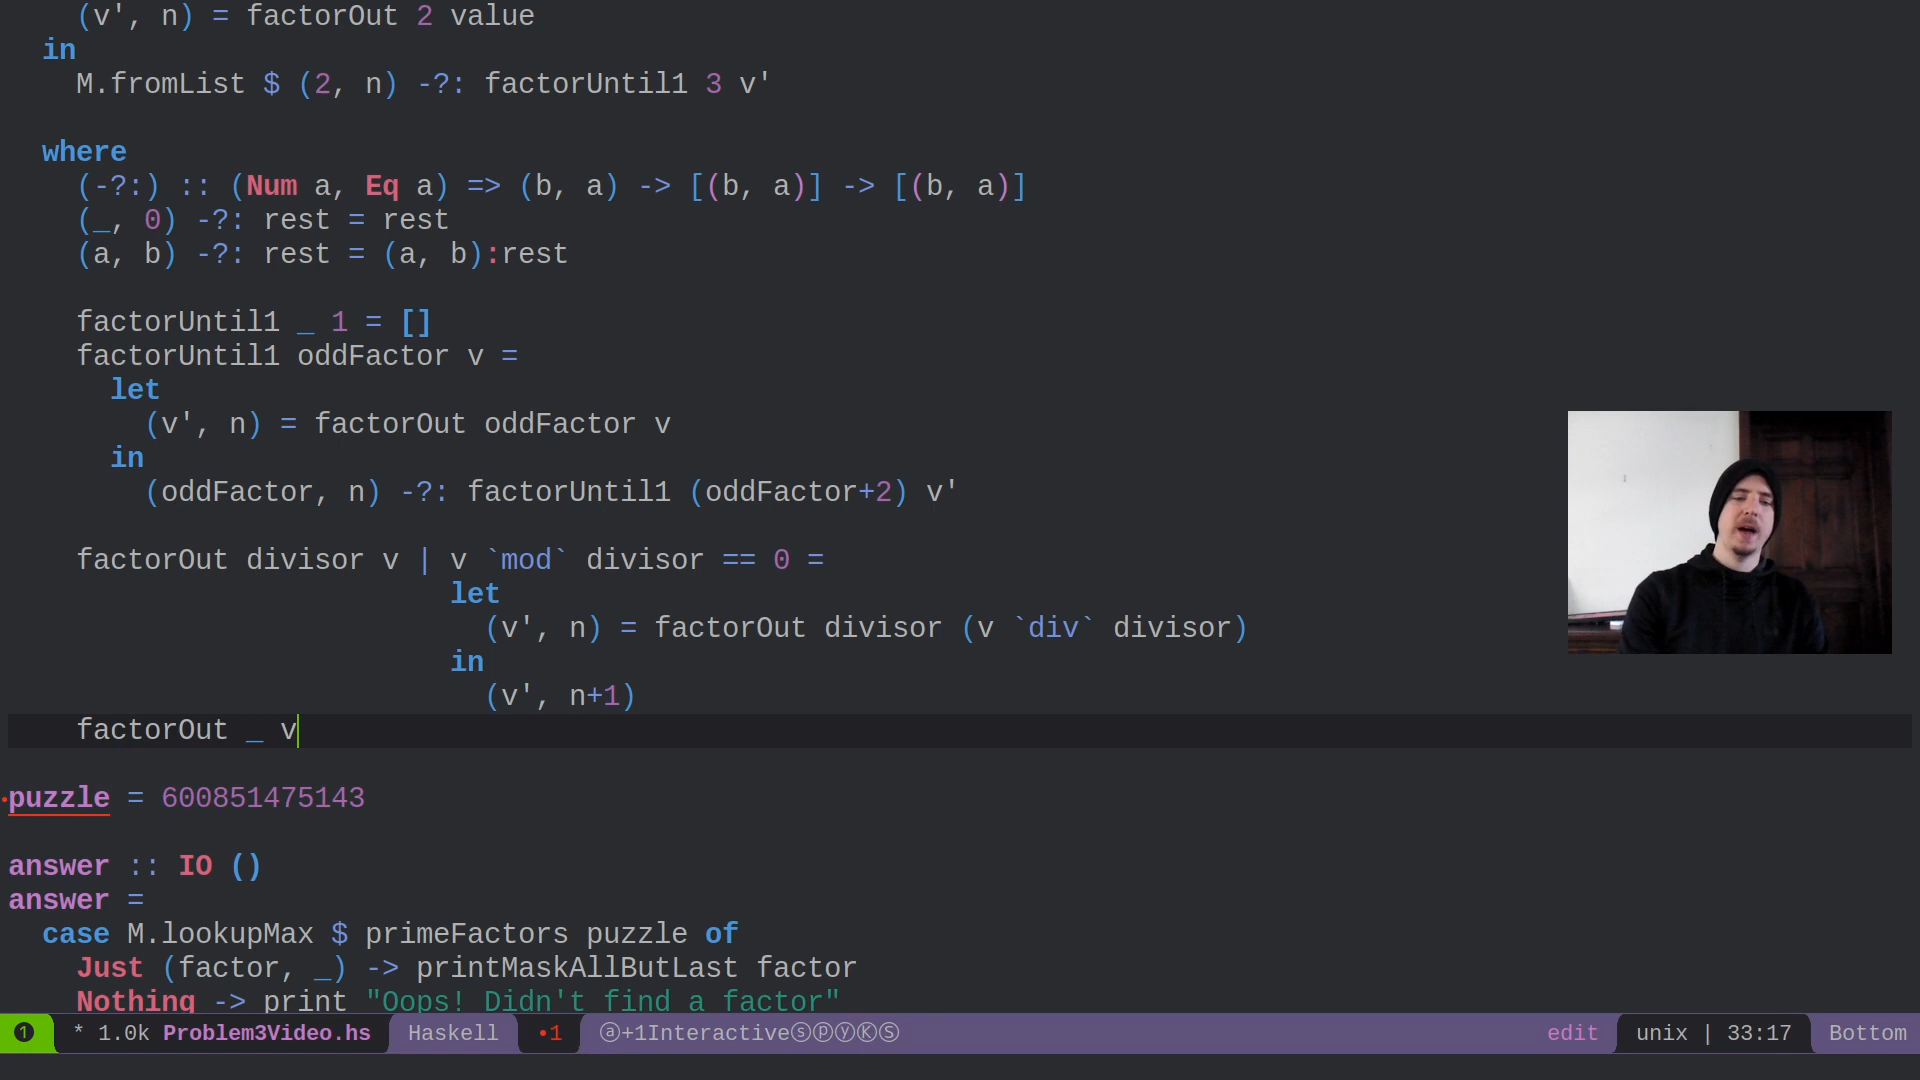 (v', n) = factorOut 2 value
in
M.fromList $ (2, n) -?: factorUntil1 3 v'
where
(-?:) :: (Num a, Eq a) => (b, a) -> [(b, a)] -> [(b, a)]
(_, 0) -?: rest = rest
(a, b) -?: rest = (a, b):rest
factorUntil1 _ 1 = []
factorUntil1 oddFactor v =
let
(v', n) = factorOut oddFactor v
in
(oddFactor, n) -?: factorUntil1 (oddFactor+2) v'
factorOut divisor v | v `mod` divisor == 0 =
let
(v', n) = factorOut divisor (v `div` divisor)
in
(v', n+1)
factorOut _ v
puzzle = 600851475143
answer :: IO ()
answer =
case M.lookupMax $ primeFactors puzzle of
Just (factor, _) -> printMaskAllButLast factor
Nothing -> print "Oops! Didn't find a factor"
❶ * 1.0k Problem3Video.hs Haskell •1 ⓐ+1InteractiveⓢⓟⓨⓀⓢ edit unix | 33:17 Bottom